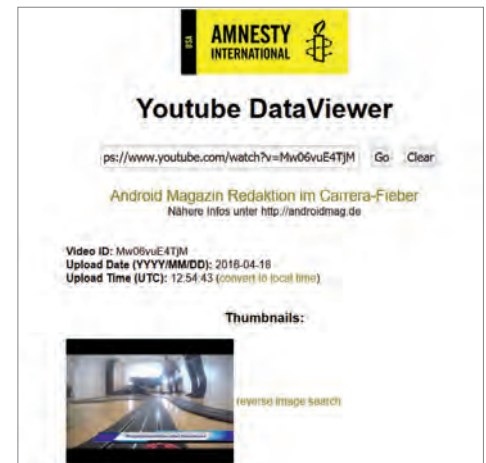 USA
AMNESTY
INTERNATIONAL
Youtube DataViewer
ps://www.youtube.com/watch?v=Mw06vuE4TjM Go Clear
Android Magazin Redaktion im Carrera-Fieber
Nähere Infos unter http://androidmag.de
Video ID: Mw06vuE4TjM
Upload Date (YYYY/MM/DD): 2016-04-18
Upload Time (UTC): 12:54:43 (convert to local time)
Thumbnails:
reverse image search